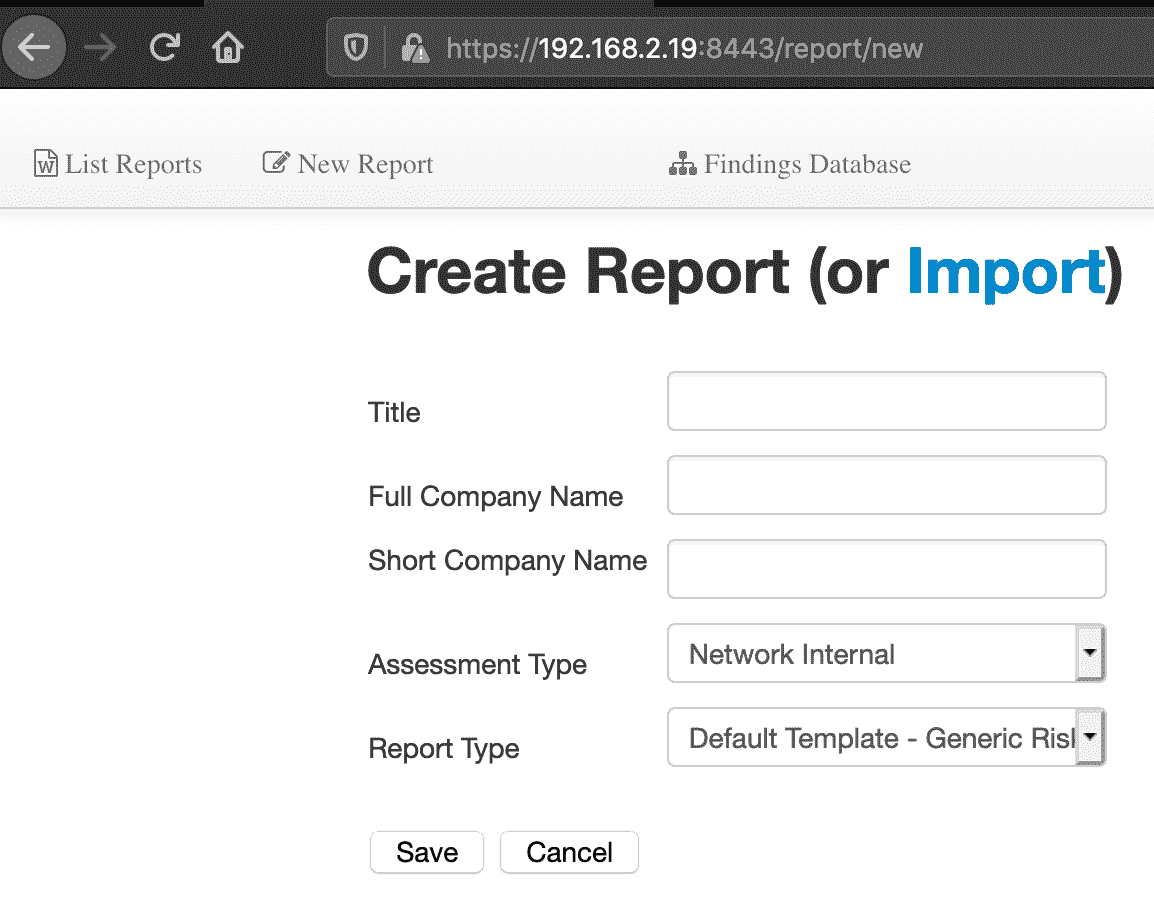 https://192.168.2.19:8443/report/new
List Reports New Report Findings Database
Create Report (or Import)
Title
Full Company Name
Short Company Name
Assessment Type Network Internal
Report Type Default Template - Generic Ris
Save Cancel